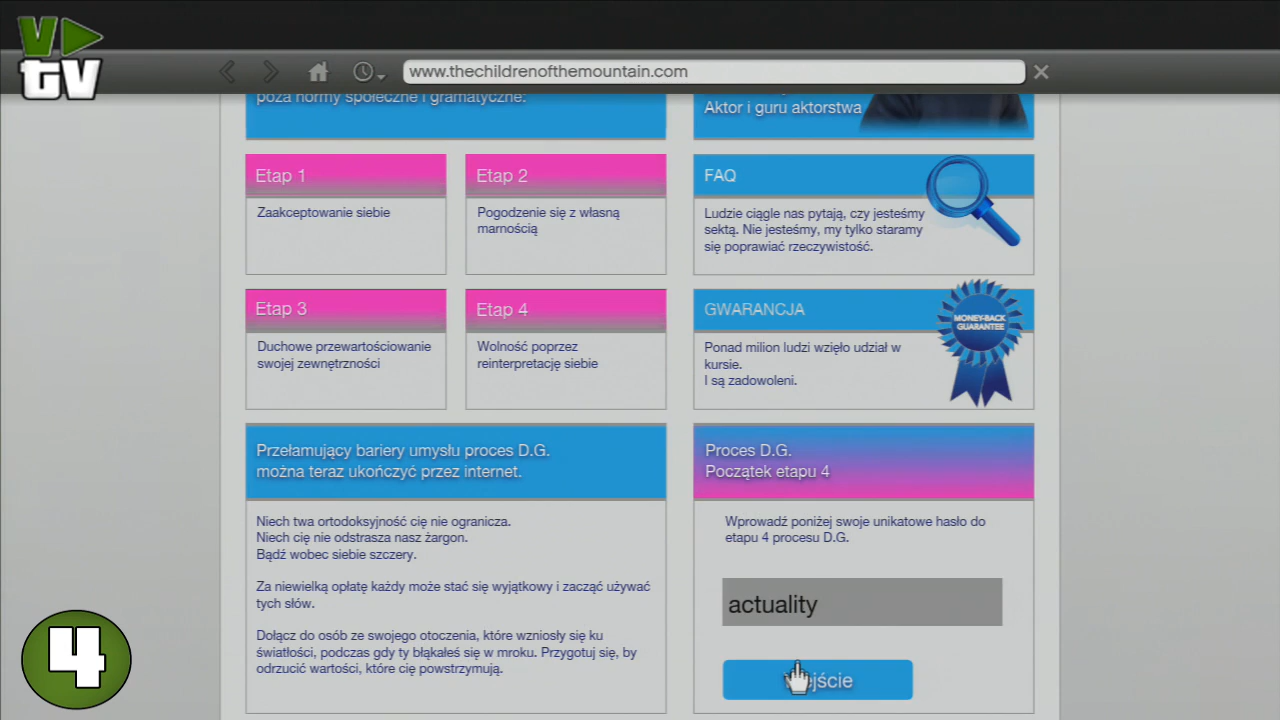 V
TV
www.thechildrenofthemountain.com
poza normy społeczne i gramatyczne:
Aktor i guru aktorstwa
Etap 1
Zaakceptowanie siebie
Etap 2
Pogodzenie się z własną
marnością
FAQ
Ludzie ciągle nas pytają, czy jesteśmy
sektą. Nie jesteśmy, my tylko staramy
się poprawiać rzeczywistość.
Etap 3
Duchowe przewartościowanie
swojej zewnętrzności
Etap 4
Wolność poprzez
reinterpretację siebie
GWARANCJA
MONEY-BACK
GUARANTEE
Ponad milion ludzi wzięło udział w
kursie.
I są zadowoleni.
Przełamujący bariery umysłu proces D.G.
można teraz ukończyć przez internet.
Niech twa ortodoksyjność cię nie ogranicza.
Niech cię nie odstrasza nasz żargon.
Bądź wobec siebie szczery.
Za niewielką opłatę każdy może stać się wyjątkowy i zacząć używać
tych słów.
Dołącz do osób ze swojego otoczenia, które wzniosły się ku
światłości, podczas gdy ty błąkałeś się w mroku. Przygotuj się, by
odrzucić wartości, które cię powstrzymują.
Proces D.G.
Początek etapu 4
Wprowadź poniżej swoje unikatowe hasło do
etapu 4 procesu D.G.
actuality
4